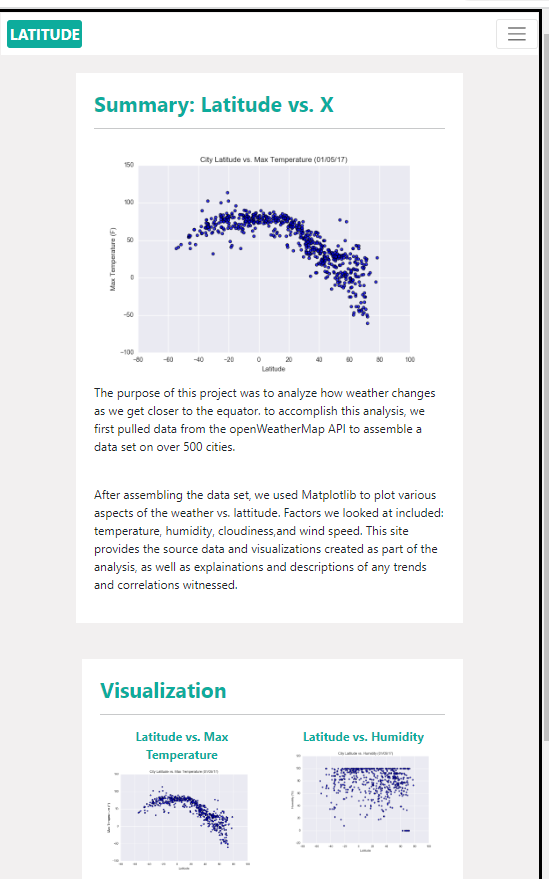 LATITUDE
Summary: Latitude vs. X
City Latitude vs. Max Temperature (01/05/17)
150
100
50
0
−50
−100
Max Temperature (F)
−80 −60 −40 −20 0 20 40 60 80 100
Latitude
The purpose of this project was to analyze how weather changes
as we get closer to the equator. to accomplish this analysis, we
first pulled data from the openWeatherMap API to assemble a
data set on over 500 cities.
After assembling the data set, we used Matplotlib to plot various
aspects of the weather vs. lattitude. Factors we looked at included:
temperature, humidity, cloudiness,and wind speed. This site
provides the source data and visualizations created as part of the
analysis, as well as explainations and descriptions of any trends
and correlations witnessed.
Visualization
Latitude vs. Max
Temperature
Latitude vs. Humidity
City Latitude vs. Max Temperature (01/05/17)
City Latitude vs. Humidity (01/05/17)
Max Temperature (F)
Humidity (%)
Latitude
Latitude